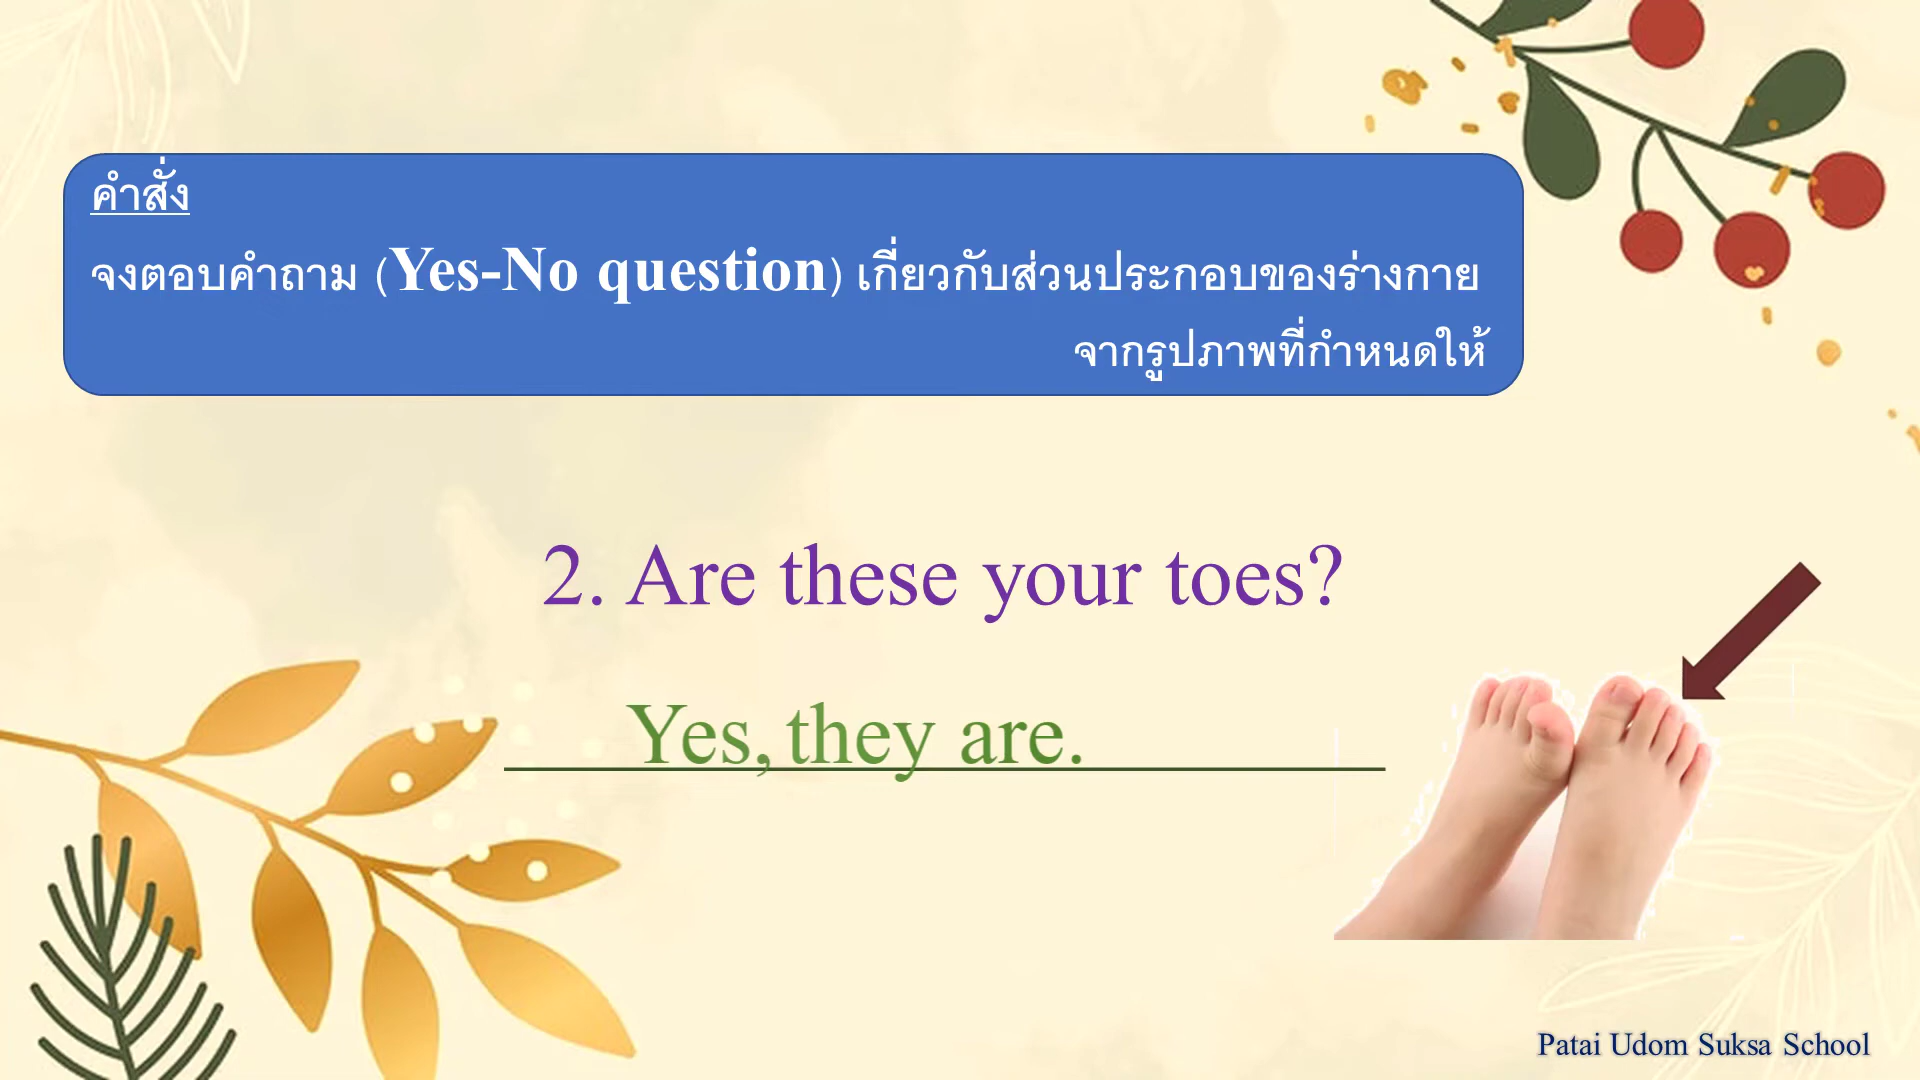 คำสั่ง
จงตอบคำถาม (Yes-No question) เกี่ยวกับส่วนประกอบของร่างกาย
จากรูปภาพที่กำหนดให้
2. Are these your toes?
Yes, they are.
Patai Udom Suksa School